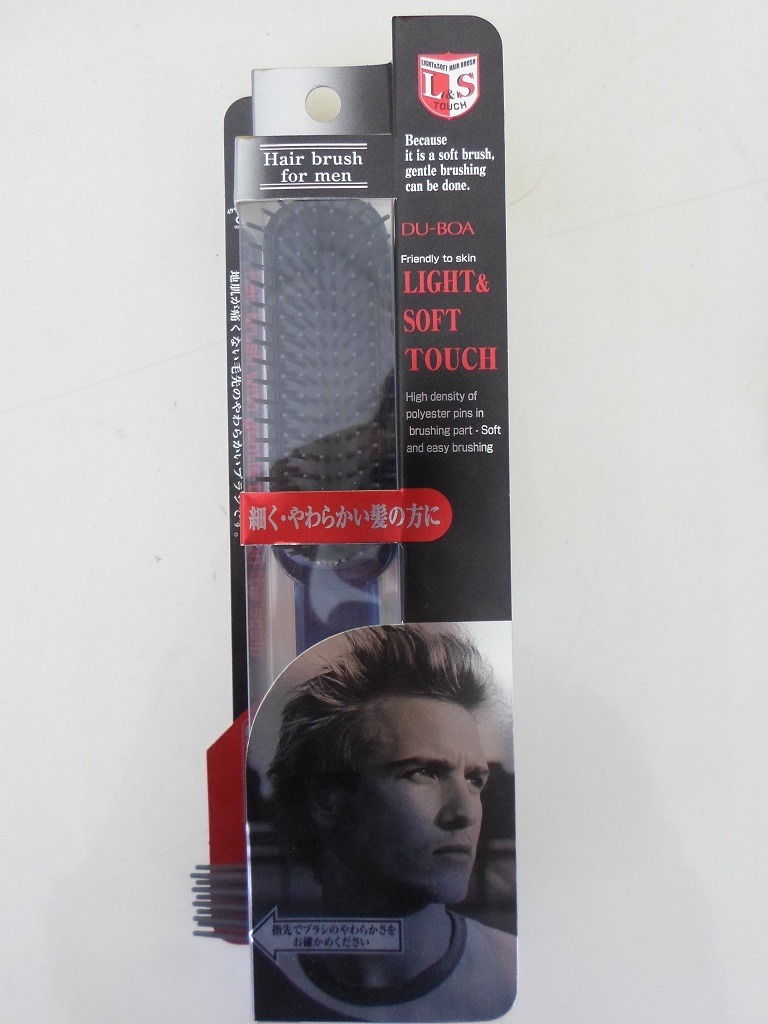 LIGHT&SOFT HAIR BRUSH
L&S
TOUCH
Because
it is a soft brush,
gentle brushing
can be done.
Hair brush
for men
DU-BOA
Friendly to skin
LIGHT&
SOFT
TOUCH
High density of
polyester pins in
brushing part - Soft
and easy brushing
地肌が痛くない毛先のやわらかいブラシです。
細く・やわらかい髪の方に
指先でブラシのやわらかさを
お確かめください